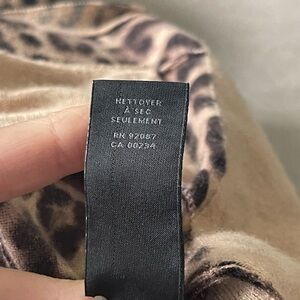 NETTOYER
À SEC
SEULEMENT
RN 92087
CA 00234